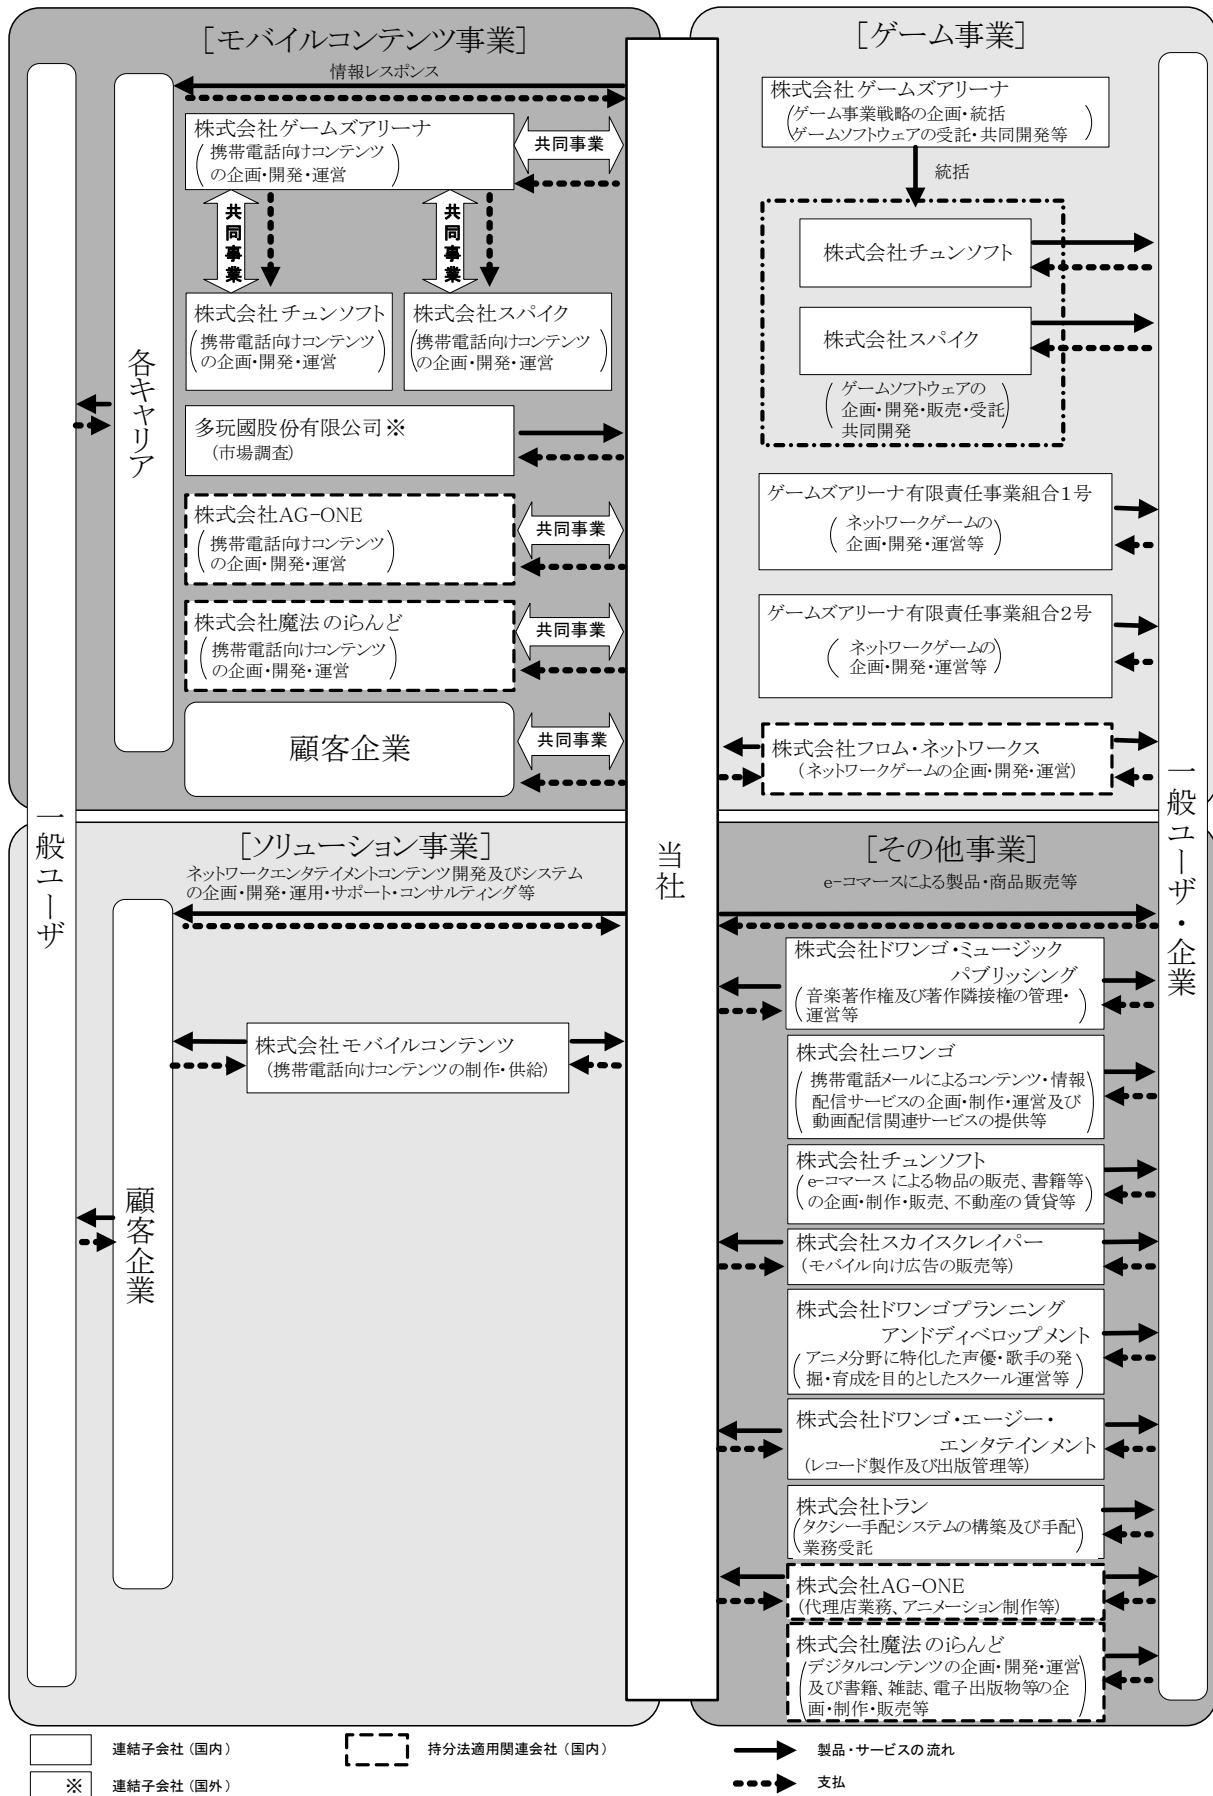 ［モバイルコンテンツ事業］
情報レスポンス
株式会社ゲームズアリーナ
携帯電話向けコンテンツ
の企画・開発・運営
共同事業
共同事業
共同事業
株式会社チュンソフト
携帯電話向けコンテンツ
の企画・開発・運営
株式会社スパイク
携帯電話向けコンテンツ
の企画・開発・運営
各キャリア
多玩國股份有限公司※
（市場調査）
株式会社AG-ONE
携帯電話向けコンテンツ
の企画・開発・運営
共同事業
株式会社魔法のiらんど
携帯電話向けコンテンツ
の企画・開発・運営
共同事業
顧客企業
共同事業
一般ユーザ
当社
［ゲーム事業］
株式会社ゲームズアリーナ
ゲーム事業戦略の企画・統括
ゲームソフトウェアの受託・共同開発等
統括
株式会社チュンソフト
株式会社スパイク
ゲームソフトウェアの
企画・開発・販売・受託
共同開発
ゲームズアリーナ有限責任事業組合１号
ネットワークゲームの
企画・開発・運営等
ゲームズアリーナ有限責任事業組合２号
ネットワークゲームの
企画・開発・運営等
株式会社フロム・ネットワークス
（ネットワークゲームの企画・開発・運営）
一般ユーザ・企業
［ソリューション事業］
ネットワークエンタテイメントコンテンツ開発及びシステム
の企画・開発・運用・サポート・コンサルティング等
株式会社モバイルコンテンツ
（携帯電話向けコンテンツの制作・供給）
顧客企業
［その他事業］
e-コマースによる製品・商品販売等
株式会社ドワンゴ・ミュージック
パブリッシング
音楽著作権及び著作隣接権の管理・
運営等
株式会社ニワンゴ
携帯電話メールによるコンテンツ・情報
配信サービスの企画・制作・運営及び
動画配信関連サービスの提供等
株式会社チュンソフト
e-コマースによる物品の販売、書籍等
の企画・制作・販売、不動産の賃貸等
株式会社スカイスクレイパー
（モバイル向け広告の販売等）
株式会社ドワンゴプランニング
アンドディベロップメント
アニメ分野に特化した声優・歌手の発
掘・育成を目的としたスクール運営等
株式会社ドワンゴ・エージー・
エンタテインメント
（レコード製作及び出版管理等）
株式会社トラン
タクシー手配システムの構築及び手配
業務受託
株式会社AG-ONE
（代理店業務、アニメーション制作等）
株式会社魔法のiらんど
デジタルコンテンツの企画・開発・運営
及び書籍、雑誌、電子出版物等の企
画・制作・販売等
連結子会社（国内）
持分法適用関連会社（国内）
製品・サービスの流れ
※
連結子会社（国外）
支払